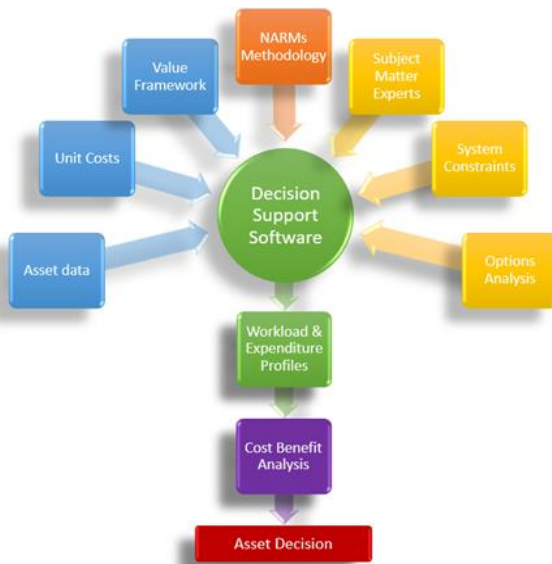 NARMs
Methodology
Value
Framework
Subject
Matter
Experts
Unit Costs
System
Constraints
Decision
Support
Software
Asset data
Options
Analysis
Workload &
Expenditure
Profiles
Cost Benefit
Analysis
Asset Decision